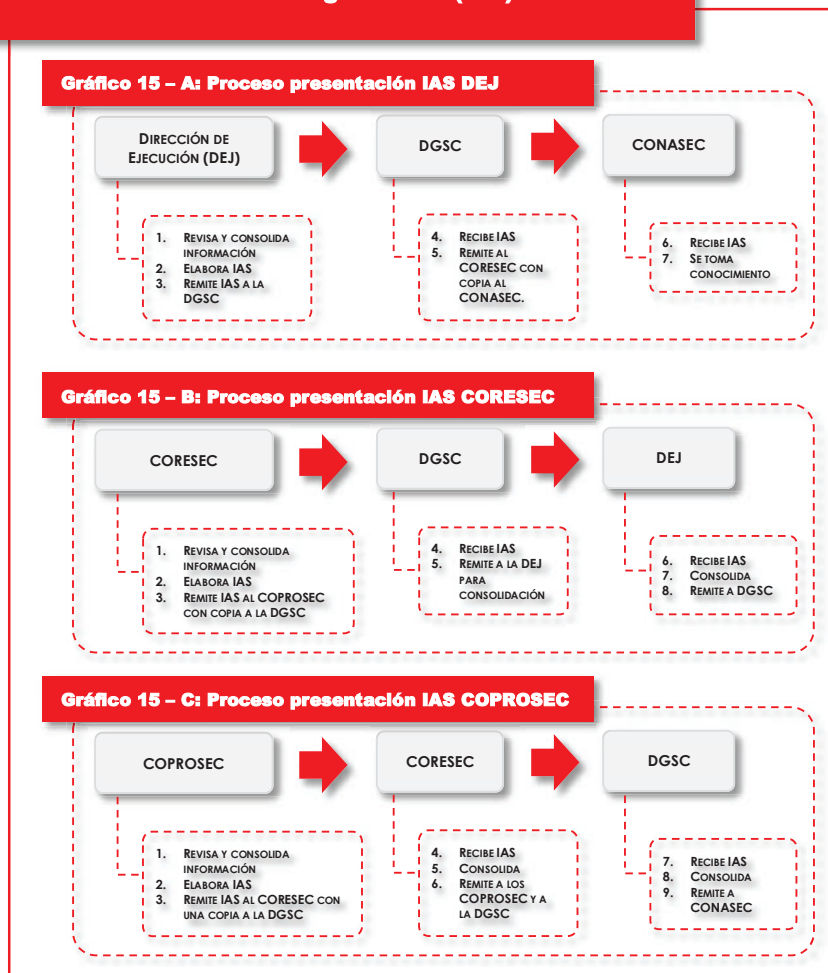 Gráfico 15 – A: Proceso presentación IAS DEJ
DIRECCIÓN DE
EJECUCIÓN (DEJ)
DGSC
CONASEC
1. REVISA Y CONSOLIDA
INFORMACIÓN
2. ELABORA IAS
3. REMITE IAS A LA
DGSC
4. RECIBE IAS
5. REMITE AL
CORESEC CON
COPIA AL
CONASEC.
6. RECIBE IAS
7. SE TOMA
CONOCIMIENTO
Gráfico 15 – B: Proceso presentación IAS CORESEC
CORESEC
DGSC
DEJ
1. REVISA Y CONSOLIDA
INFORMACIÓN
2. ELABORA IAS
3. REMITE IAS AL COPROSEC
CON COPIA A LA DGSC
4. RECIBE IAS
5. REMITE A LA DEJ
PARA
CONSOLIDACIÓN
6. RECIBE IAS
7. CONSOLIDA
8. REMITE A DGSC
Gráfico 15 – C: Proceso presentación IAS COPROSEC
COPROSEC
CORESEC
DGSC
1. REVISA Y CONSOLIDA
INFORMACIÓN
2. ELABORA IAS
3. REMITE IAS AL CORESEC CON
UNA COPIA A LA DGSC
4. RECIBE IAS
5. CONSOLIDA
6. REMITE A LOS
COPROSEC Y A
LA DGSC
7. RECIBE IAS
8. CONSOLIDA
9. REMITE A
CONASEC